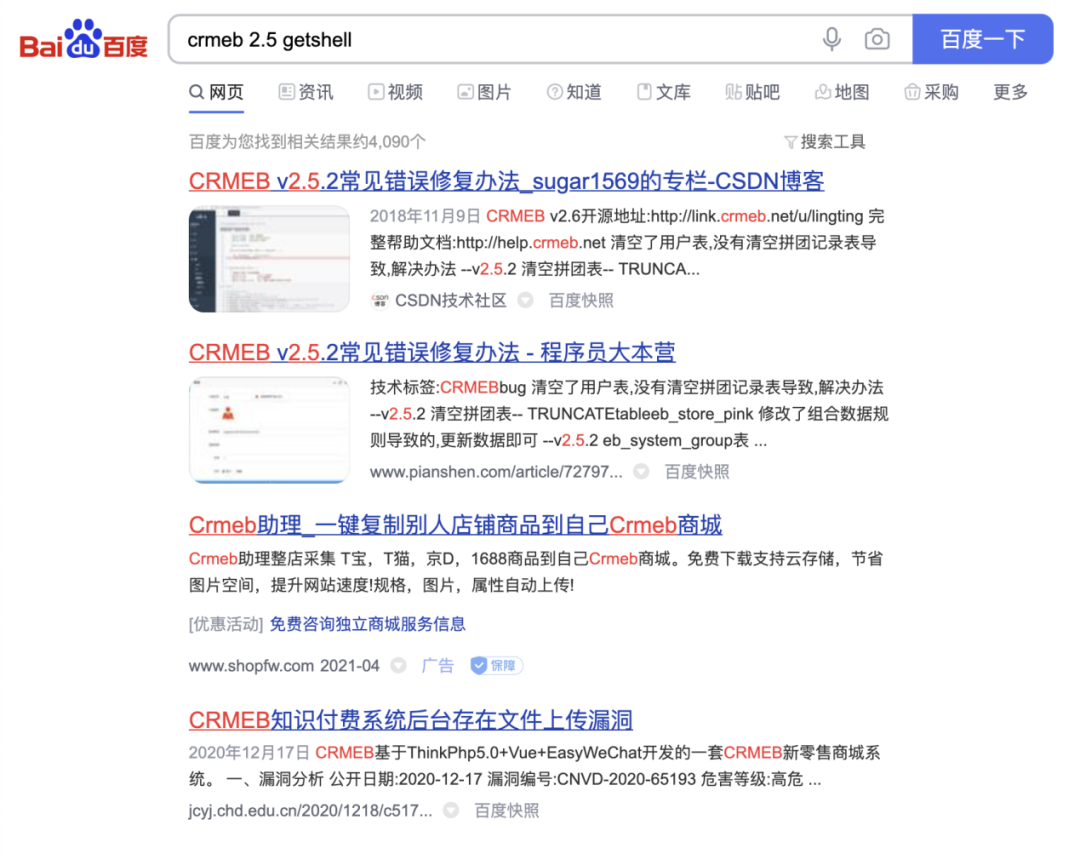 Baidu百度
crmeb 2.5 getshell
百度一下
网页 资讯 视频 图片 知道 文库 贴吧 地图 采购 更多
百度为您找到相关结果约4,090个
搜索工具
CRMEB v2.5.2常见错误修复办法_sugar1569的专栏-CSDN博客
2018年11月9日 CRMEB v2.6开源地址:http://link.crmeb.net/u/lingting 完
整帮助文档:http://help.crmeb.net 清空了用户表,没有清空拼团记录表导
致,解决办法 --v2.5.2 清空拼团表-- TRUNCA...
CSDN技术社区 百度快照
CRMEB v2.5.2常见错误修复办法 - 程序员大本营
技术标签:CRMEBbug 清空了用户表,没有清空拼团记录表导致,解决办法
--v2.5.2 清空拼团表-- TRUNCATEtableeb_store_pink 修改了组合数据规
则导致的,更新数据即可 --v2.5.2 eb_system_group表 ...
www.pianshen.com/article/72797... 百度快照
Crmeb助理_一键复制别人店铺商品到自己Crmeb商城
Crmeb助理整店采集 T宝，T猫，京D，1688商品到自己Crmeb商城。免费下载支持云存储，节省
图片空间，提升网站速度!规格，图片，属性自动上传!
[优惠活动] 免费咨询独立商城服务信息
www.shopfw.com 2021-04 广告 保障
CRMEB知识付费系统后台存在文件上传漏洞
2020年12月17日 CRMEB基于ThinkPhp5.0+Vue+EasyWeChat开发的一套CRMEB新零售商城系
统。 一、漏洞分析 公开日期:2020-12-17 漏洞编号:CNVD-2020-65193 危害等级:高危 ...
jcyj.chd.edu.cn/2020/1218/c517... 百度快照